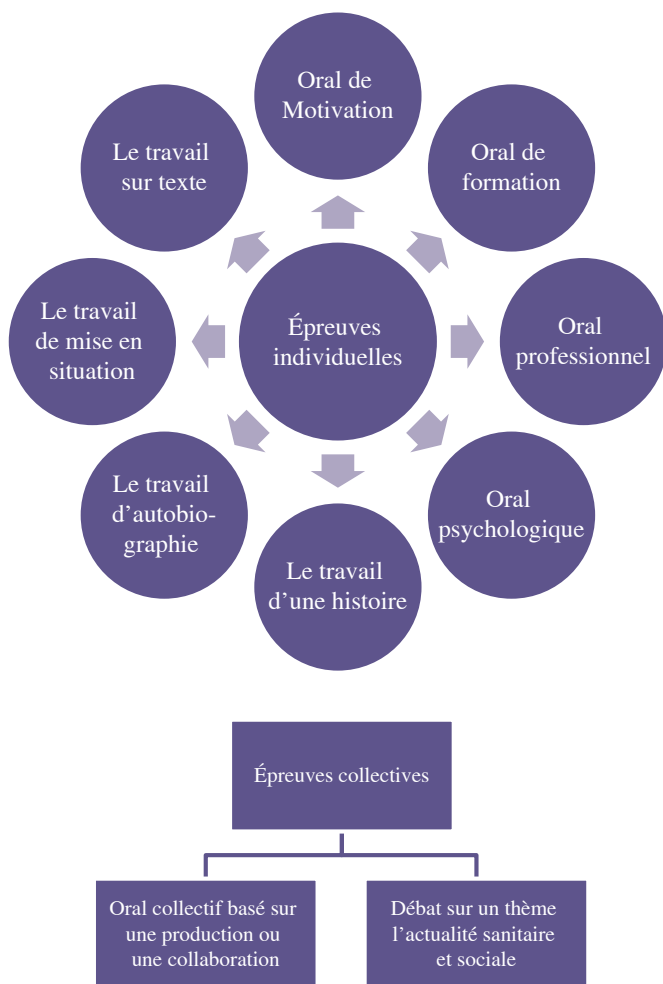 Oral de
Motivation
Oral de
formation
Oral
professionnel
Oral
psychologique
Le travail
d’une histoire
Le travail
d’autobio-
graphie
Le travail
de mise en
situation
Le travail
sur texte
Épreuves
individuelles
Épreuves collectives
Oral collectif basé sur
une production ou
une collaboration
Débat sur un thème
l’actualité sanitaire
et sociale